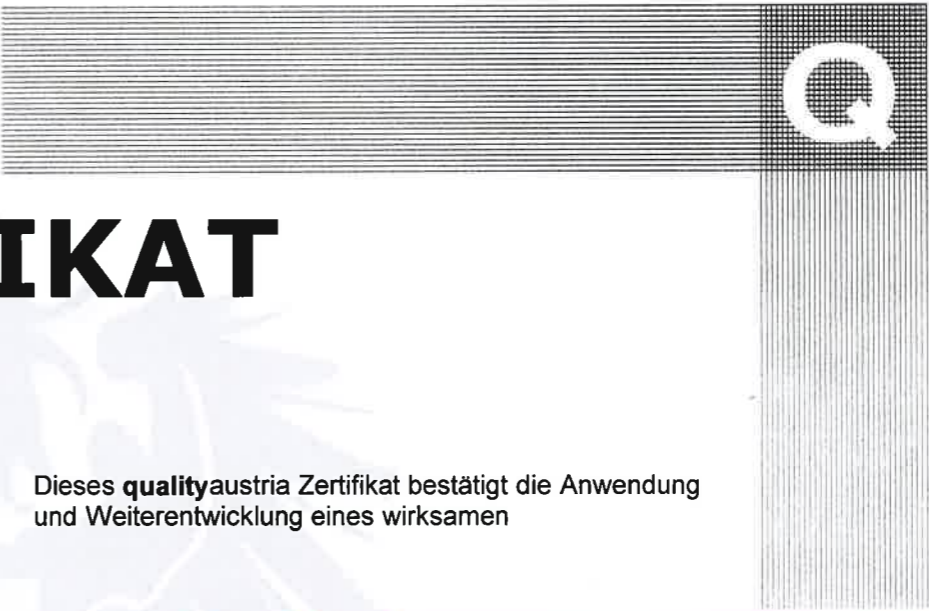 Q
IKAT
Dieses qualityaustria Zertifikat bestätigt die Anwendung
und Weiterentwicklung eines wirksamen